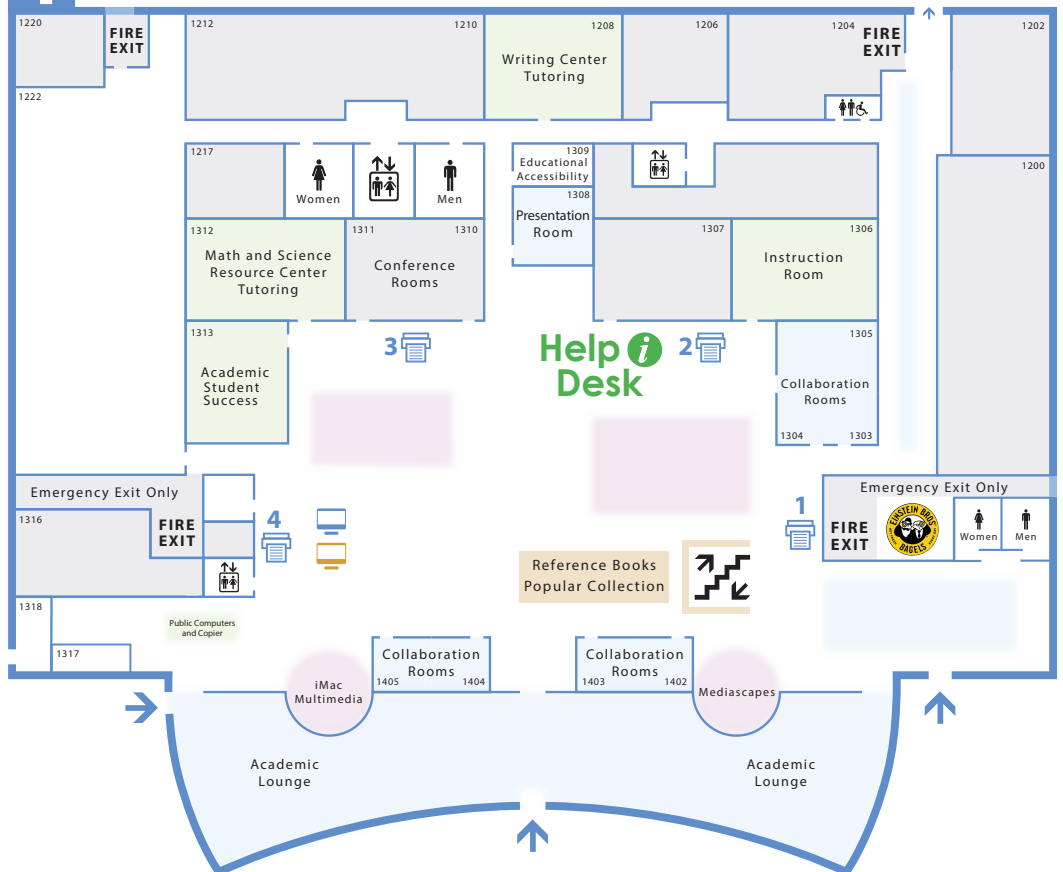 1220
FIRE
EXIT
1212
1210
1208
1206
1204
FIRE
EXIT
1202
Writing Center
Tutoring
1222
1217
Women
Men
1309
Educational
Accessibility
1308
Presentation
Room
1200
1312
Math and Science
Resource Center
Tutoring
1311
1310
Conference
Rooms
1307
1306
Instruction
Room
1313
Academic
Student
Success
3
Help i
Desk
2
1305
Collaboration
Rooms
1304
1303
Emergency Exit Only
1316
FIRE
EXIT
4
1
Emergency Exit Only
FIRE
EXIT
EINSTEIN BROS
BAGELS
Women
Men
Reference Books
Popular Collection
1318
1317
Public Computers
and Copier
iMac
Multimedia
Collaboration
Rooms
1405
1404
Collaboration
Rooms
1403
1402
Mediascapes
Academic
Lounge
Academic
Lounge